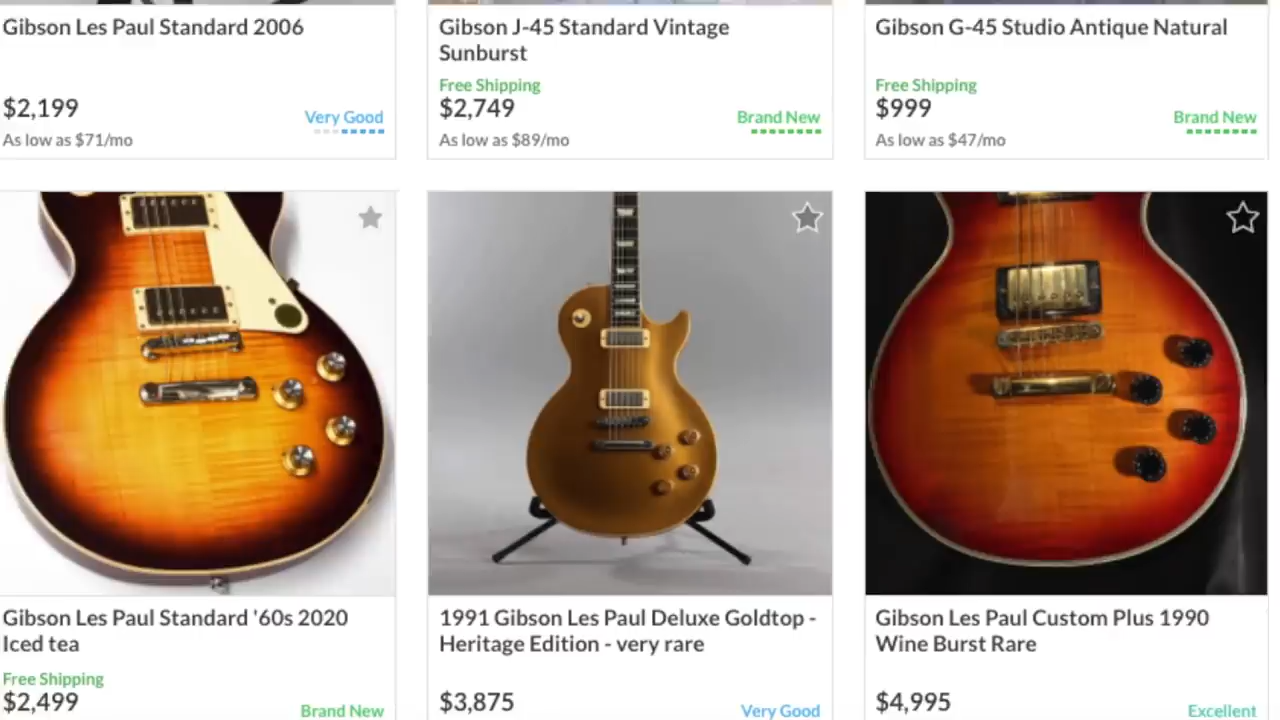 Gibson Les Paul Standard 2006
$2,199
Very Good
As low as $71/mo
Gibson J-45 Standard Vintage
Sunburst
Free Shipping
$2,749
Brand New
As low as $89/mo
Gibson G-45 Studio Antique Natural
Free Shipping
$999
Brand New
As low as $47/mo
Gibson Les Paul Standard '60s 2020
Iced tea
Free Shipping
$2,499
Brand New
1991 Gibson Les Paul Deluxe Goldtop -
Heritage Edition - very rare
$3,875
Very Good
Gibson Les Paul Custom Plus 1990
Wine Burst Rare
$4,995
Excellent